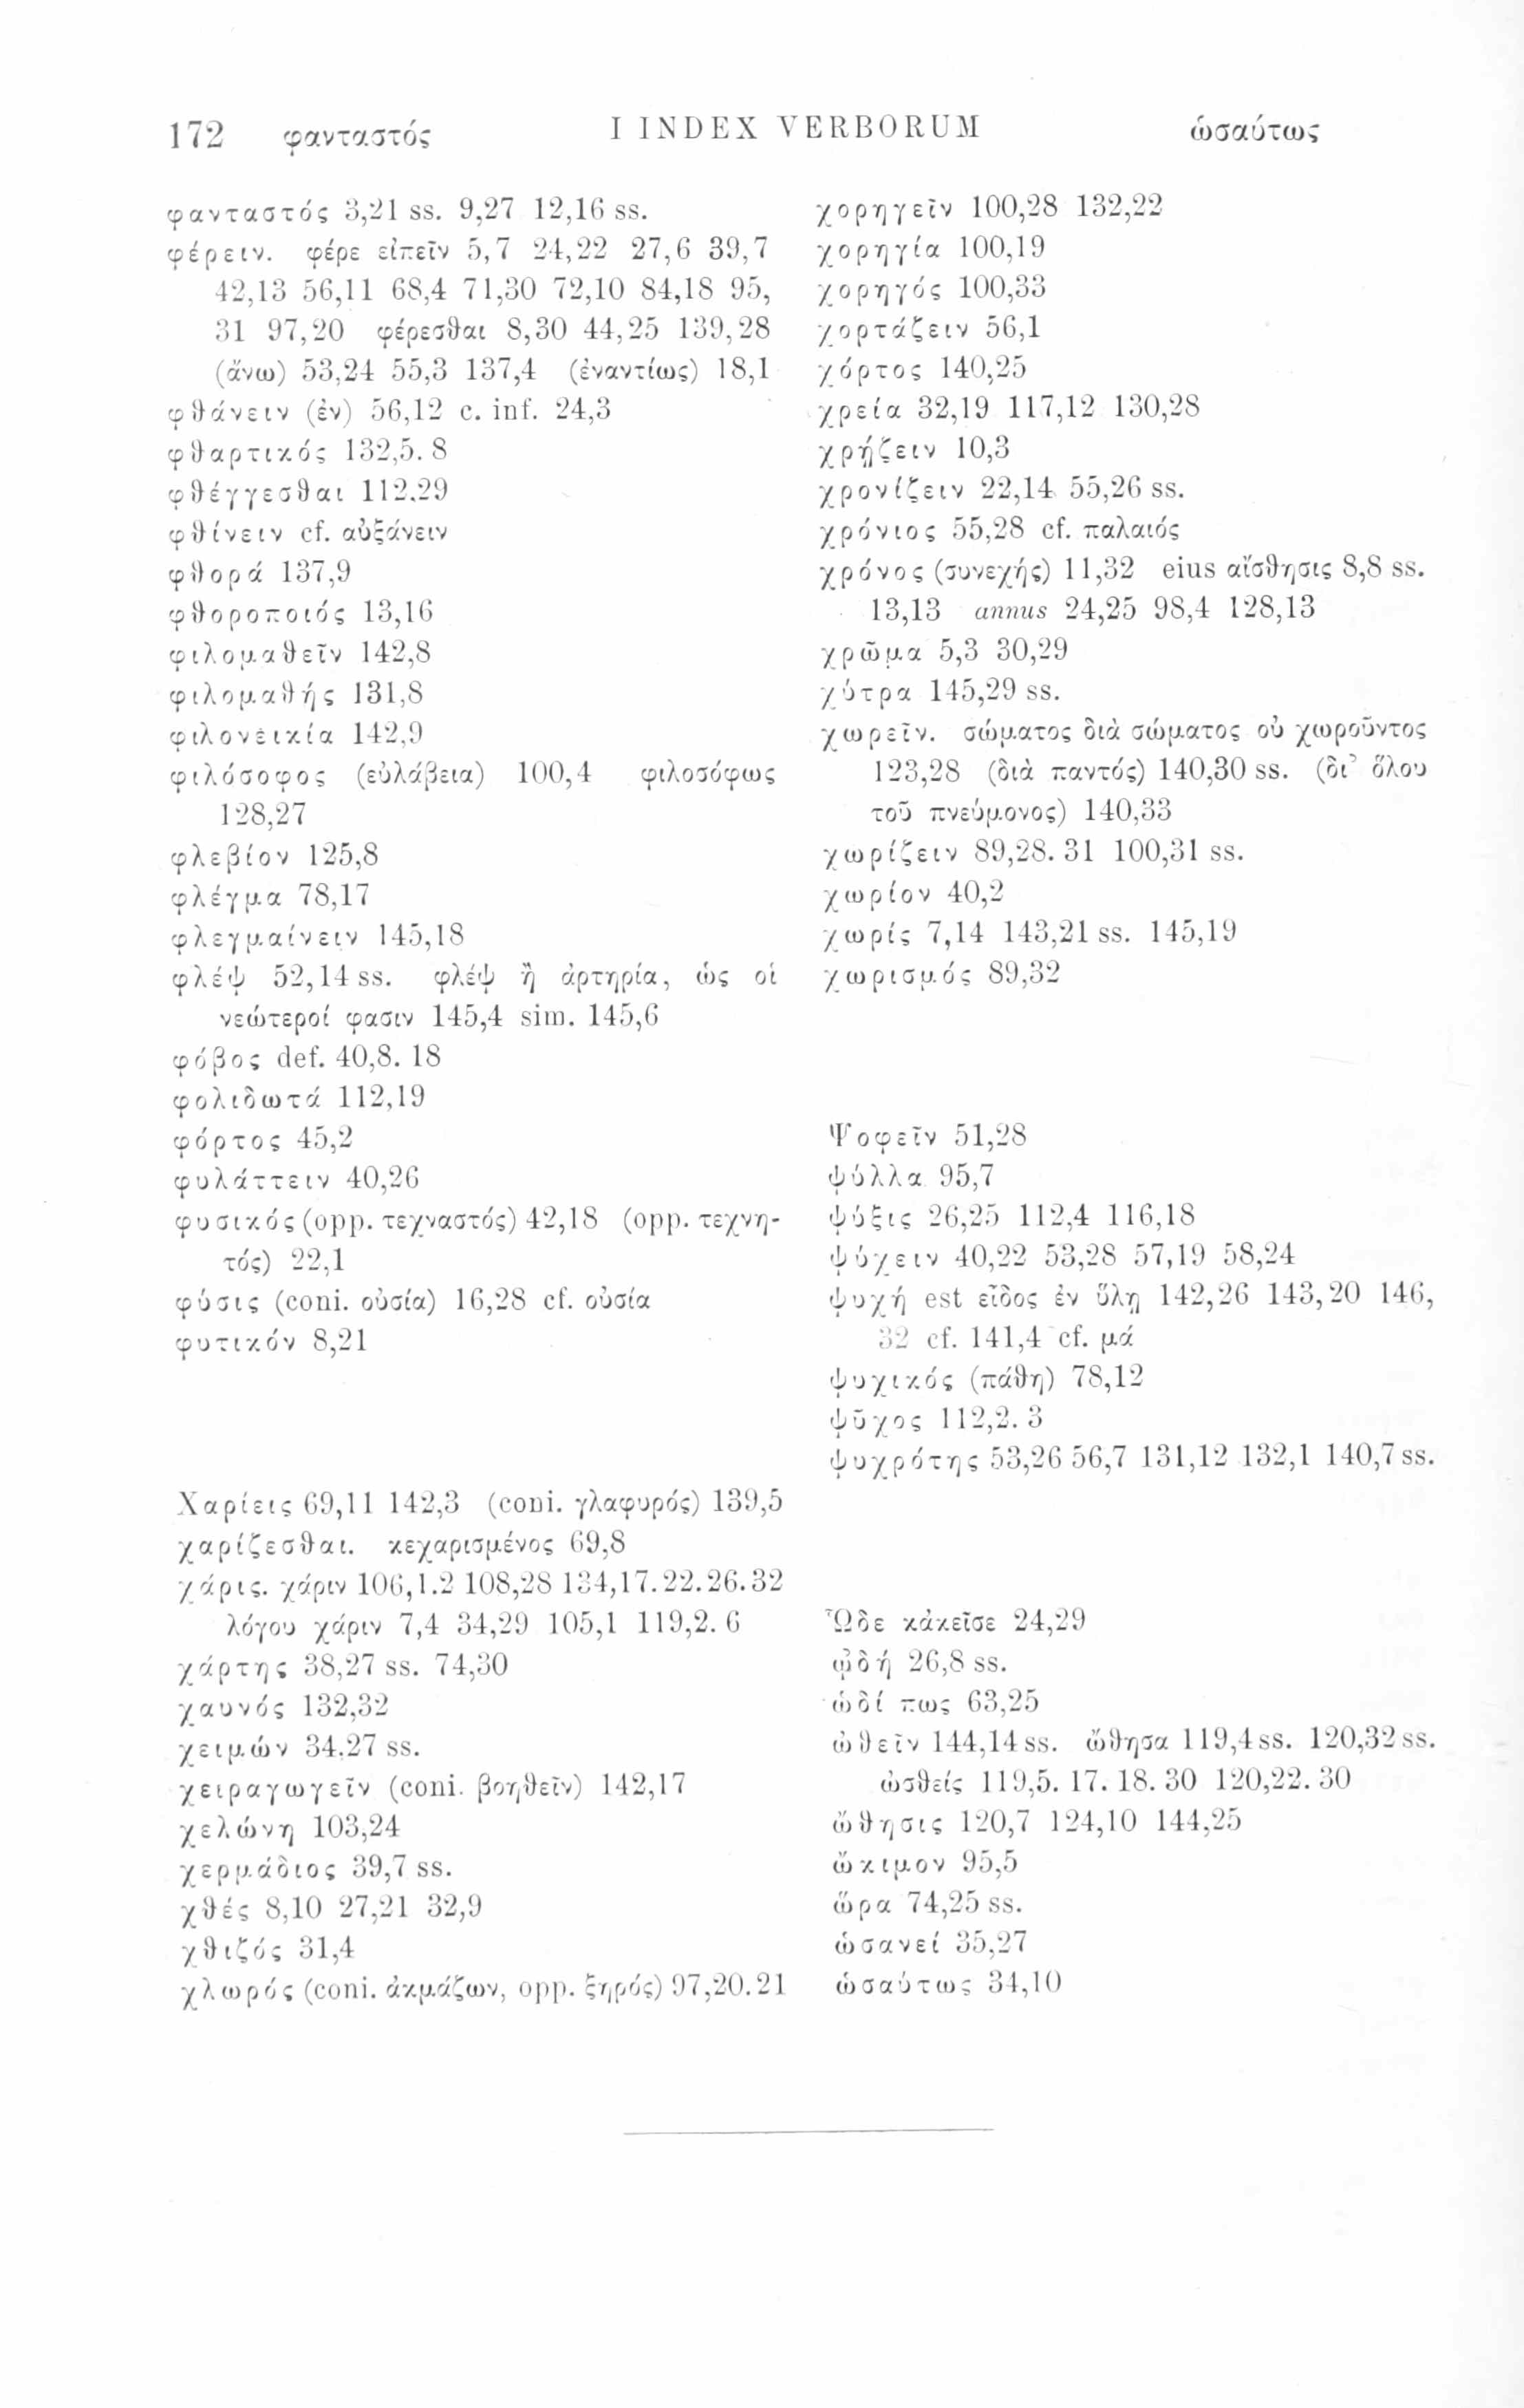 172 φανταστός I INDEX VERBORUM ὡσαύτως
φανταστός 3,21 ss. 9,27 12,16 ss.
φέρειν. φέρε εἰπεῖν 5,7 24,22 27,6 39,7
42,13 56,11 68,4 71,30 72,10 84,18 95,
31 97,20 φέρεσθαι 8,30 44,25 139,28
(ἄνω) 53,24 55,3 137,4 (ἐναντίως) 18,1
φθάνειν (ἐν) 56,12 c. inf. 24,3
φθαρτικός 132,5. 8
φθέγγεσθαι 112,29
φθίνειν cf. αὐξάνειν
φθορά 137,9
φθοροποιός 13,16
φιλομαθεῖν 142,8
φιλομαθής 131,8
φιλονεικία 142,9
φιλόσοφος (εὐλάβεια) 100,4 φιλοσόφως
128,27
φλεβίον 125,8
φλέγμα 78,17
φλεγμαίνειν 145,18
φλέψ 52,14 ss. φλέψ ἢ ἀρτηρία, ὡς οἱ
νεώτεροί φασιν 145,4 sim. 145,6
φόβος def. 40,8. 18
φολιδωτά 112,19
φόρτος 45,2
φυλάττειν 40,26
φυσικός (opp. τεχναστός) 42,18 (opp. τεχνη-
τός) 22,1
φύσις (coni. οὐσία) 16,28 cf. οὐσία
φυτικόν 8,21
Χαρίεις 69,11 142,3 (coni. γλαφυρός) 139,5
χαρίζεσθαι. κεχαρισμένος 69,8
χάρις. χάριν 106,1.2 108,28 134,17.22.26.32
λόγου χάριν 7,4 34,29 105,1 119,2. 6
χάρτης 38,27 ss. 74,30
χαυνός 132,32
χειμών 34,27 ss.
χειραγωγεῖν (coni. βοηθεῖν) 142,17
χελώνη 103,24
χερμάδιος 39,7 ss.
χθές 8,10 27,21 32,9
χθιζός 31,4
χλωρός (coni. ἀκμάζων, opp. ξηρός) 97,20.21
χορηγεῖν 100,28 132,22
χορηγία 100,19
χορηγός 100,33
χορτάζειν 56,1
χόρτος 140,25
χρεία 32,19 117,12 130,28
χρῄζειν 10,3
χρονίζειν 22,14 55,26 ss.
χρόνιος 55,28 cf. παλαιός
χρόνος (συνεχής) 11,32 eius αἴσθησις 8,8 ss.
13,13 annus 24,25 98,4 128,13
χρῶμα 5,3 30,29
χύτρα 145,29 ss.
χωρεῖν. σώματος διὰ σώματος οὐ χωροῦντος
123,28 (διὰ παντός) 140,30 ss. (δι’ ὅλου
τοῦ πνεύμονος) 140,33
χωρίζειν 89,28. 31 100,31 ss.
χωρίον 40,2
χωρίς 7,14 143,21 ss. 145,19
χωρισμός 89,32
Ψοφεῖν 51,28
ψύλλα 95,7
ψύξις 26,25 112,4 116,18
ψύχειν 40,22 53,28 57,19 58,24
ψυχή est εἶδος ἐν ὕλῃ 142,26 143,20 146,
32 cf. 141,4 cf. μά
ψυχικός (πάθη) 78,12
ψῦχος 112,2. 3
ψυχρότης 53,26 56,7 131,12 132,1 140,7 ss.
Ὧδε κἀκεῖσε 24,29
ᾠδή 26,8 ss.
ὡδί πως 63,25
ὠθεῖν 144,14 ss. ὤθησα 119,4 ss. 120,32 ss.
ὠσθείς 119,5. 17. 18. 30 120,22. 30
ὤθησις 120,7 124,10 144,25
ὤκιμον 95,5
ὥρα 74,25 ss.
ὡσανεί 35,27
ὡσαύτως 34,10